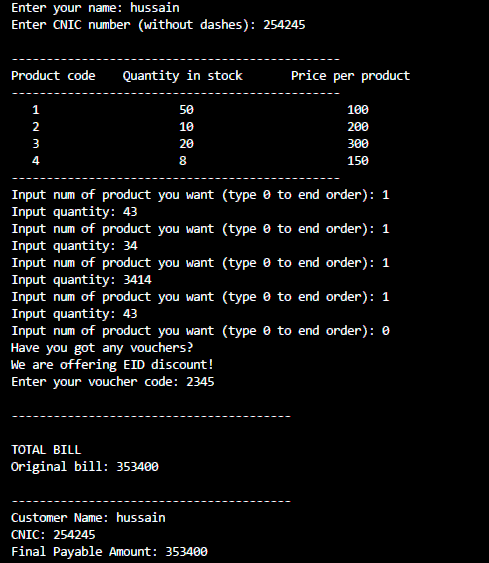 Enter your name: hussain
Enter CNIC number (without dashes): 254245
-----------------------------------------------
Product code    Quantity in stock       Price per product
-----------------------------------------------
1                    50                      100
2                    10                      200
3                    20                      300
4                    8                       150
-----------------------------------------------
Input num of product you want (type 0 to end order): 1
Input quantity: 43
Input num of product you want (type 0 to end order): 1
Input quantity: 34
Input num of product you want (type 0 to end order): 1
Input quantity: 3414
Input num of product you want (type 0 to end order): 1
Input quantity: 43
Input num of product you want (type 0 to end order): 0
Have you got any vouchers?
We are offering EID discount!
Enter your voucher code: 2345
----------------------------------------
TOTAL BILL
Original bill: 353400
----------------------------------------
Customer Name: hussain
CNIC: 254245
Final Payable Amount: 353400